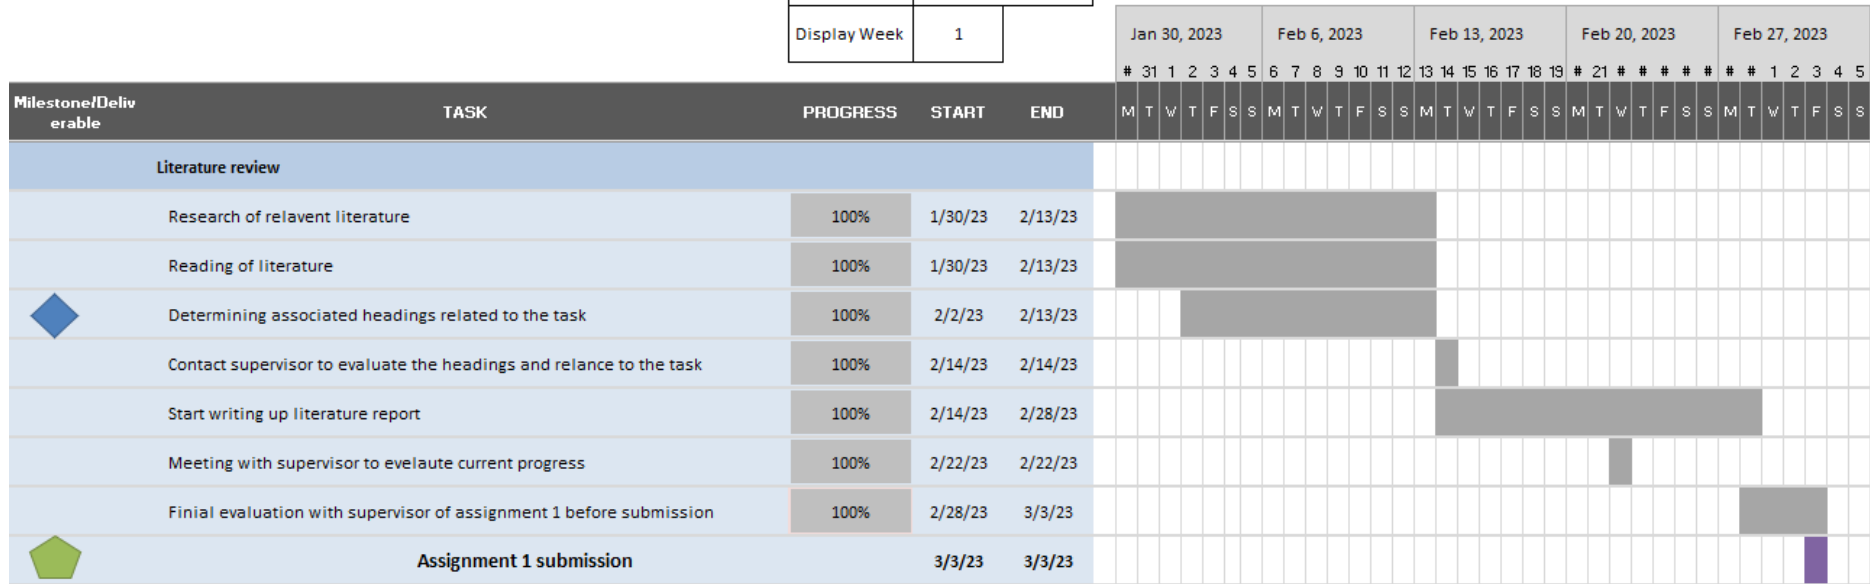 Display Week 1
Jan 30, 2023 Feb 6, 2023 Feb 13, 2023 Feb 20, 2023 Feb 27, 2023
# 31 1 2 3 4 5 6 7 8 9 10 11 12 13 14 15 16 17 18 19 # 21 # # # # # # # 1 2 3 4 5
Milestone/Deliv
erable
TASK PROGRESS START END M T W T F S S M T W T F S S M T W T F S S M T W T F S S M T W T F S S
Literature review
Research of relavent literature 100% 1/30/23 2/13/23
Reading of literature 100% 1/30/23 2/13/23
Determining associated headings related to the task 100% 2/2/23 2/13/23
Contact supervisor to evaluate the headings and relance to the task 100% 2/14/23 2/14/23
Start writing up literature report 100% 2/14/23 2/28/23
Meeting with supervisor to evelaute current progress 100% 2/22/23 2/22/23
Finial evaluation with supervisor of assignment 1 before submission 100% 2/28/23 3/3/23
Assignment 1 submission 3/3/23 3/3/23